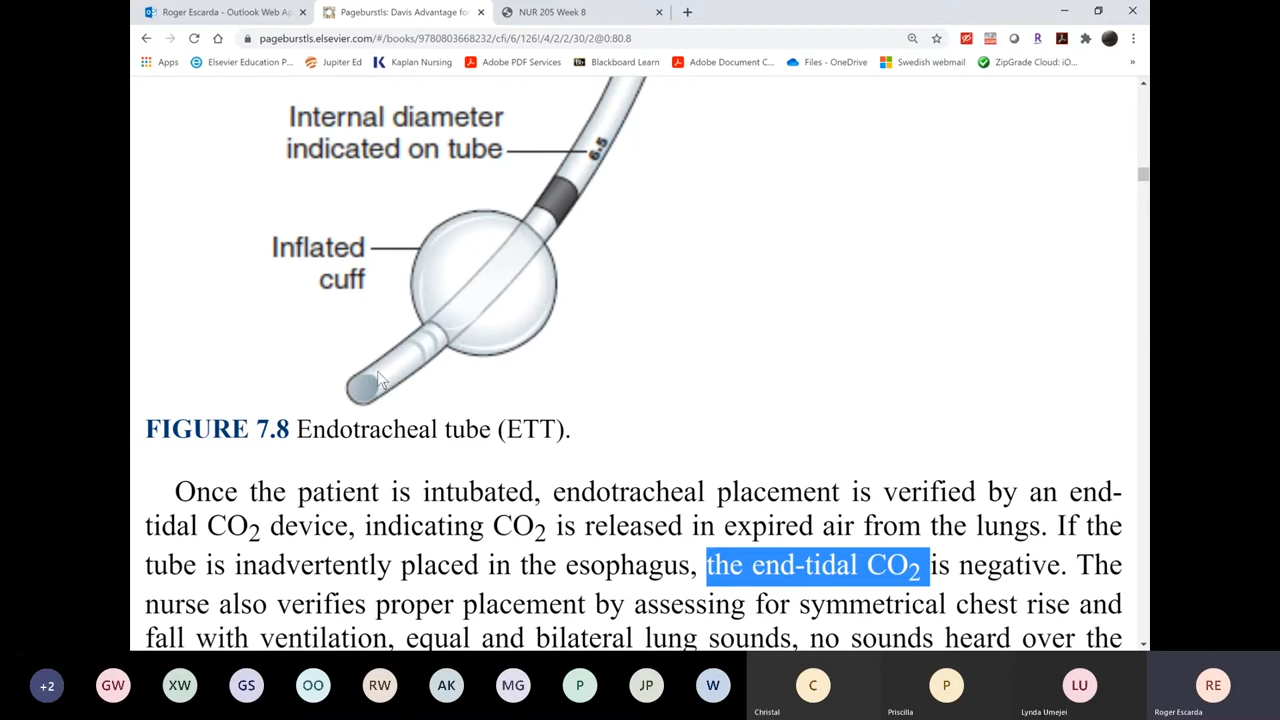 Roger Escarda - Outlook Web Ap
Pageburstls: Davis Advantage for
NUR 205 Week 8
pageburstls.elsevier.com/#/books/9780803668232/cfi/6/126!/4/2/2/30/2@0:80.8
Apps
Elsevier Education P...
Jupiter Ed
Kaplan Nursing
Adobe PDF Services
Blackboard Learn
Adobe Document C...
Files - OneDrive
Swedish webmail
ZipGrade Cloud: iO...
Internal diameter
indicated on tube
6.5
Inflated
cuff
FIGURE 7.8 Endotracheal tube (ETT).
Once the patient is intubated, endotracheal placement is verified by an end-
tidal CO2 device, indicating CO2 is released in expired air from the lungs. If the
tube is inadvertently placed in the esophagus, the end-tidal CO2 is negative. The
nurse also verifies proper placement by assessing for symmetrical chest rise and
fall with ventilation, equal and bilateral lung sounds, no sounds heard over the
+2
GW
XW
GS
OO
RW
AK
MG
P
JP
W
C
Christal
P
Priscilla
LU
Lynda Umejei
RE
Roger Escarda